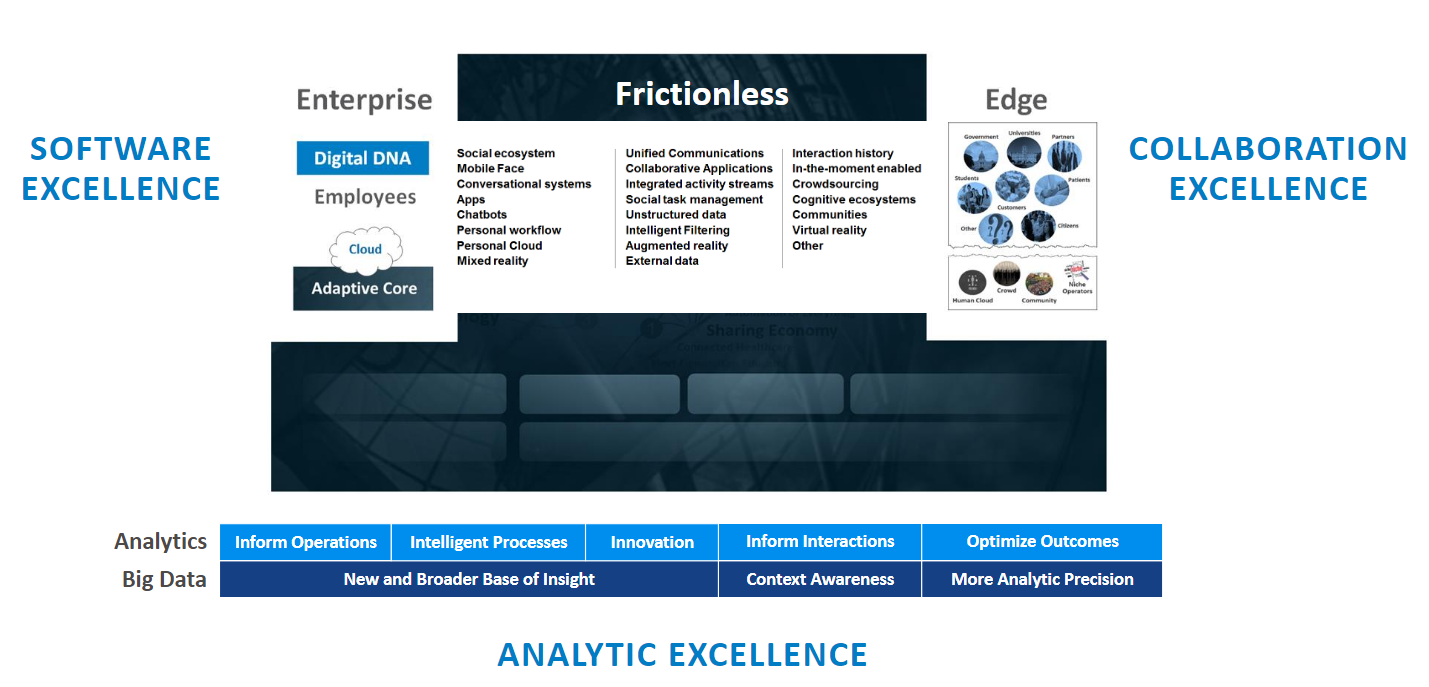 Frictionless
Enterprise
Edge
SOFTWARE
EXCELLENCE
COLLABORATION
EXCELLENCE
Digital DNA
Employees
Cloud
Adaptive Core
Social ecosystem
Mobile Face
Conversational systems
Apps
Chatbots
Personal workflow
Personal Cloud
Mixed reality
Unified Communications
Collaborative Applications
Integrated activity streams
Social task management
Unstructured data
Intelligent Filtering
Augmented reality
External data
Interaction history
In-the-moment enabled
Crowdsourcing
Cognitive ecosystems
Communities
Virtual reality
Other
Government
Universities
Partners
Students
Patients
Customers
Other
Citizens
Human Cloud
Crowd
Community
Niche
Operators
Sharing Economy
Connected Healthcare
Analytics
Inform Operations
Intelligent Processes
Innovation
Inform Interactions
Optimize Outcomes
Big Data
New and Broader Base of Insight
Context Awareness
More Analytic Precision
ANALYTIC EXCELLENCE